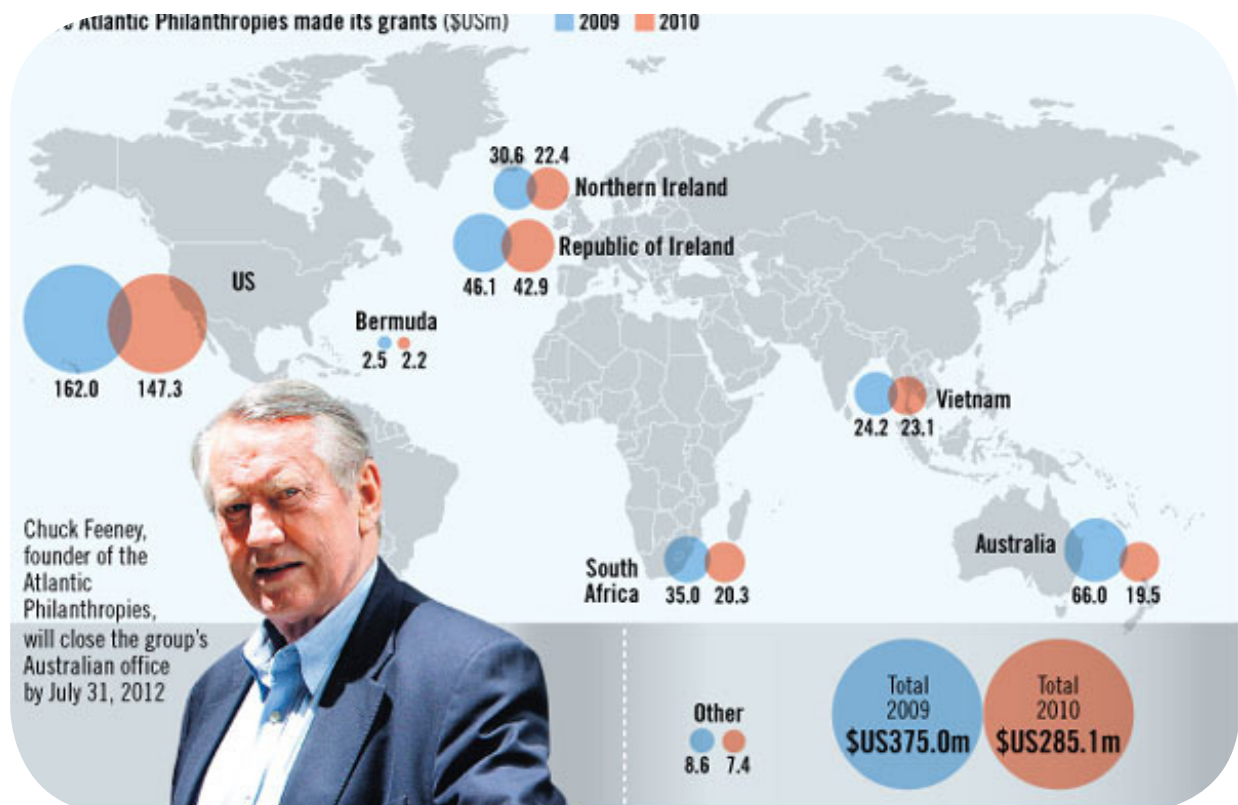 Atlantic Philanthropies made its grants ($USm) 2009 2010
30.6 22.4
Northern Ireland
Republic of Ireland
46.1 42.9
US
162.0 147.3
Bermuda
2.5 2.2
Vietnam
24.2 23.1
Australia
66.0 19.5
South
Africa
35.0 20.3
Chuck Feeney,
founder of the
Atlantic
Philanthropies,
will close the group's
Australian office
by July 31, 2012
Other
8.6 7.4
Total
2009
$US375.0m
Total
2010
$US285.1m